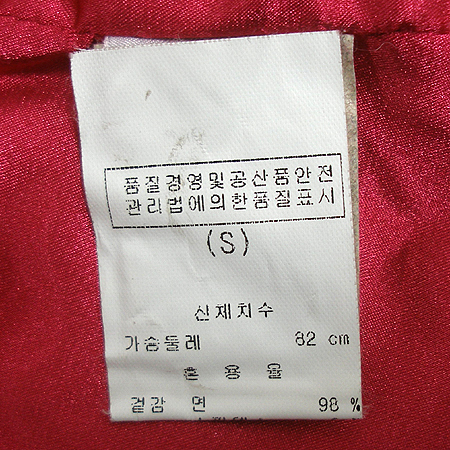 품질경영및공산품안전
관리법에의한품질표시
(S)
신체치수
가슴둘레 82 cm
혼 용 율
겉감 면 98 %